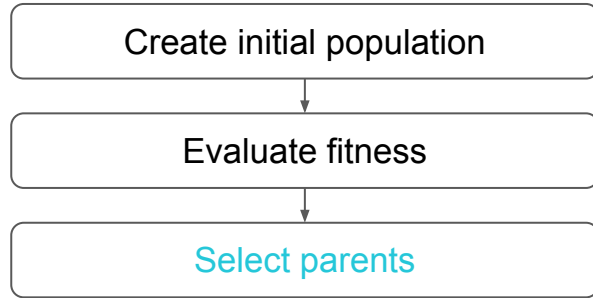 Create initial population
Evaluate fitness
Select parents